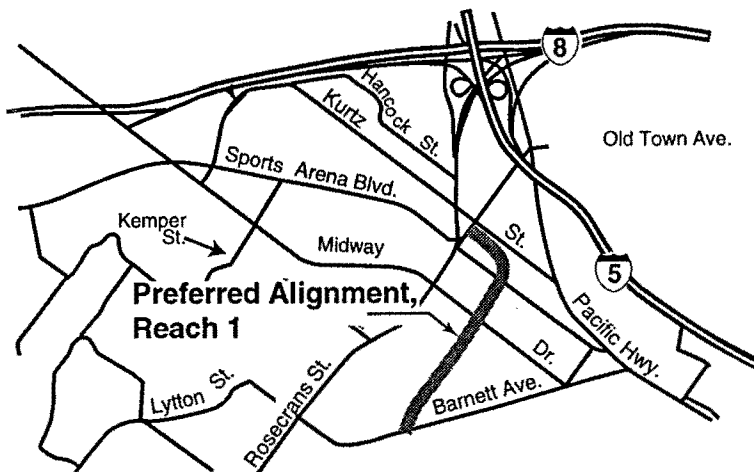 8
Hancock St.
Kurtz St.
Old Town Ave.
Sports Arena Blvd.
Kemper
St.
Midway Dr.
5
Preferred Alignment,
Reach 1
Pacific Hwy.
Lytton St.
Rosecrans St.
Barnett Ave.